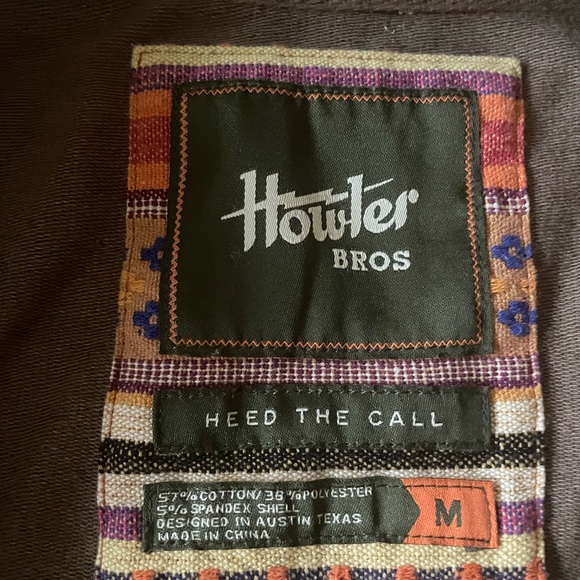 Howler
BROS
HEED THE CALL
57% COTTON/38% POLYESTER
5% SPANDEX SHELL
DESIGNED IN AUSTIN TEXAS
MADE IN CHINA
M